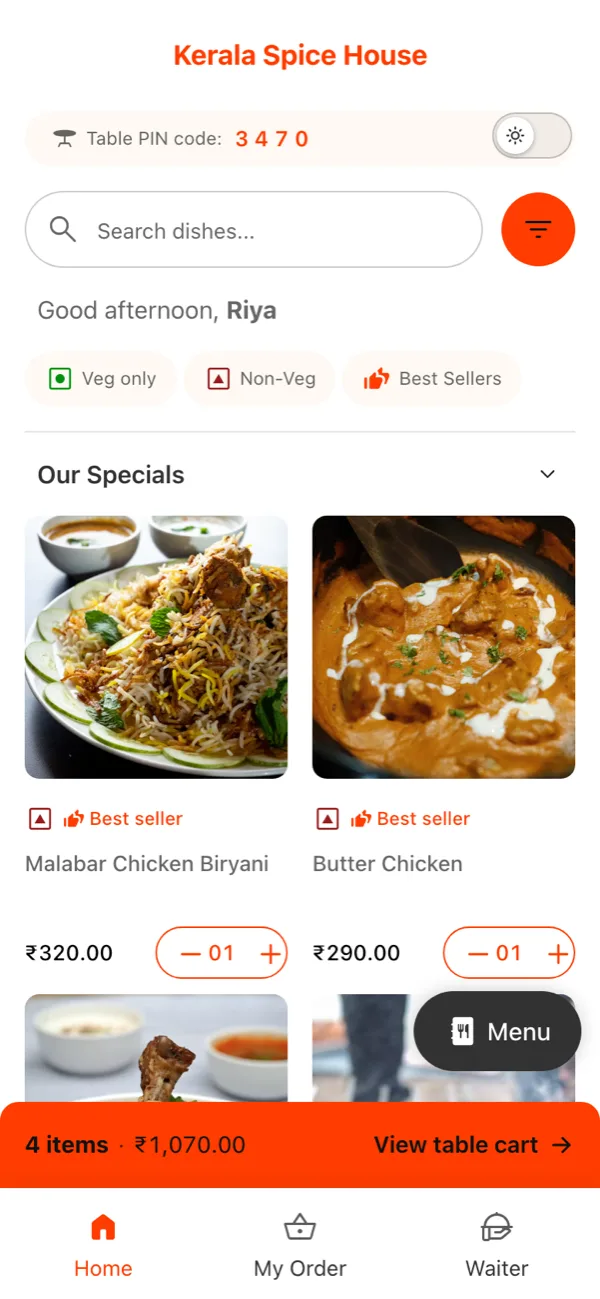 Kerala Spice House
Table PIN code: 3 4 7 0
Search dishes...
Good afternoon, Riya
Veg only
Non-Veg
Best Sellers
Our Specials
Best seller
Best seller
Malabar Chicken Biryani
Butter Chicken
₹320.00
— 01 +
₹290.00
— 01 +
Menu
4 items · ₹1,070.00
View table cart →
Home
My Order
Waiter